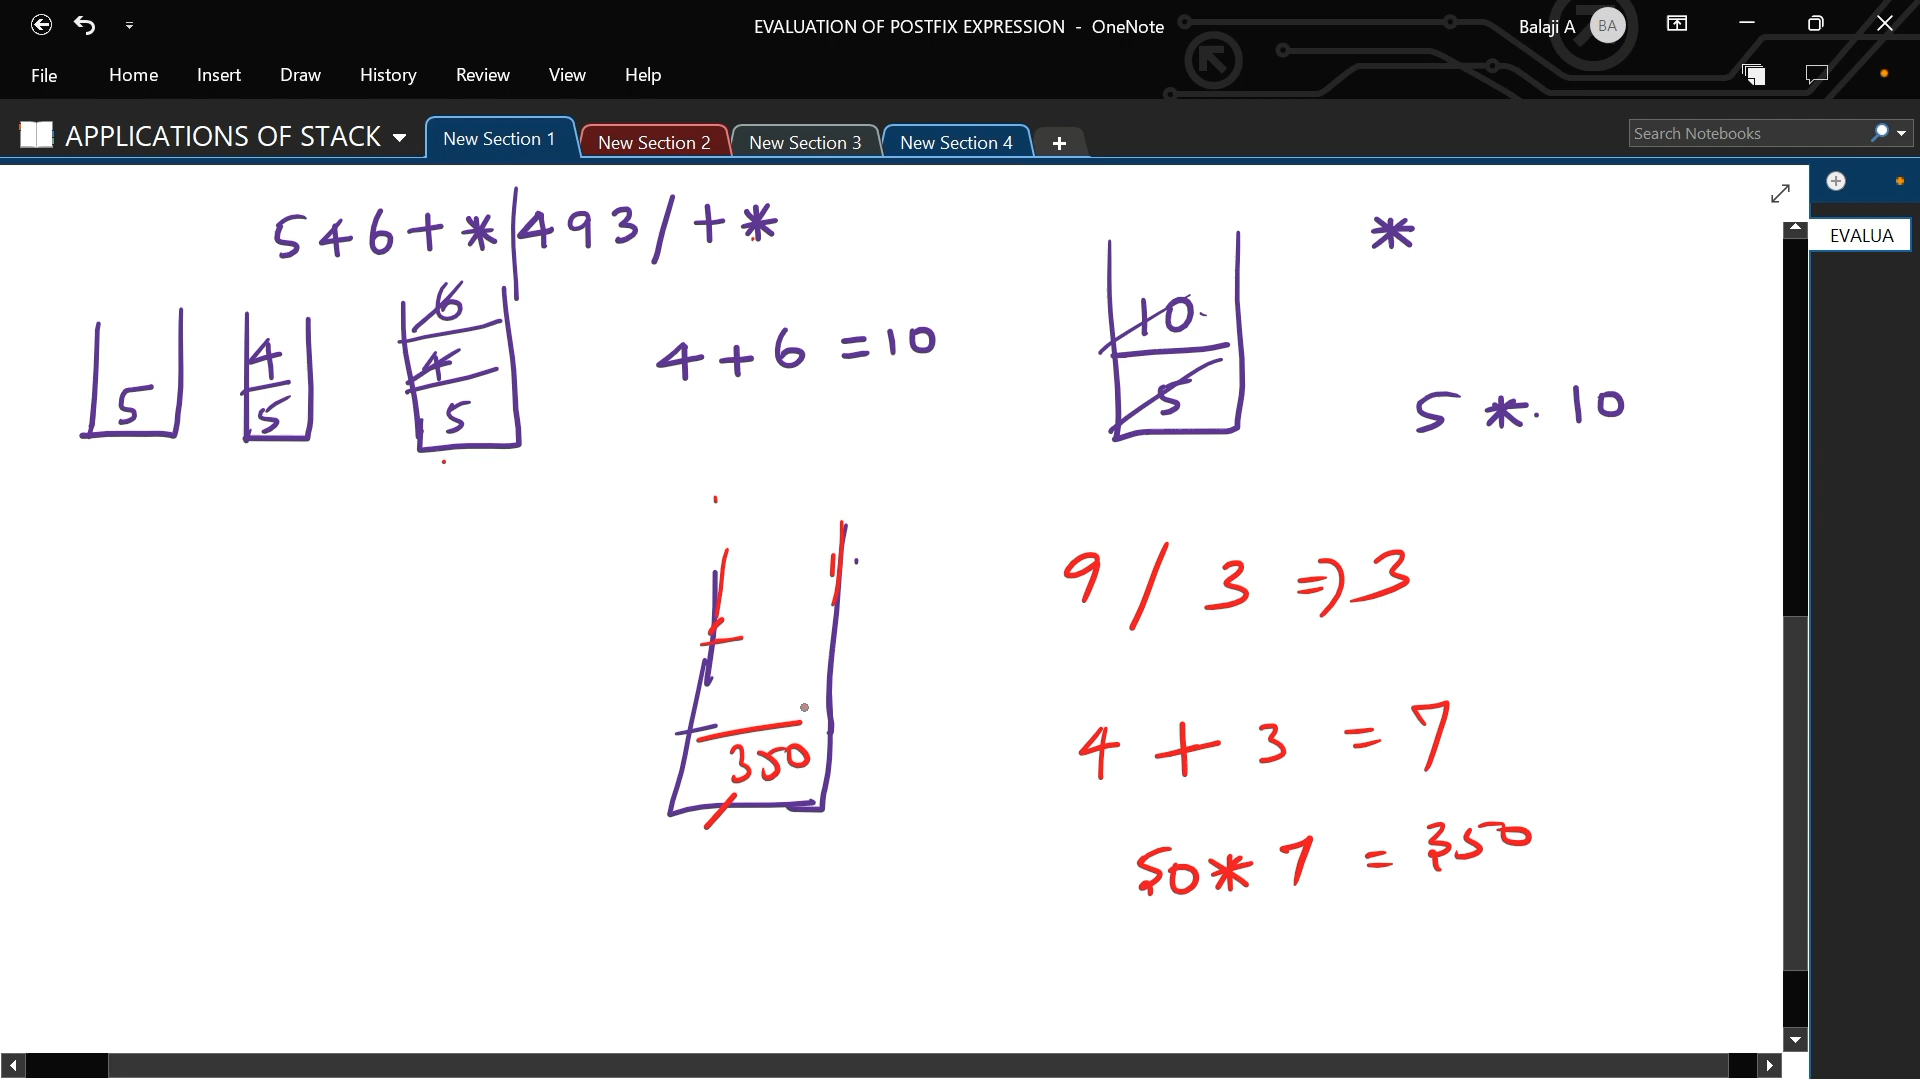 EVALUATION OF POSTFIX EXPRESSION - OneNote
Balaji A BA
File Home Insert Draw History Review View Help
APPLICATIONS OF STACK New Section 1 New Section 2 New Section 3 New Section 4 + Search Notebooks
EVALUA
5 4 6 + * | 4 9 3 / + *
*
5
4
5
6
4
5
4 + 6 = 10
10
5
5 * 10
9 / 3 => 3
350
4 + 3 = 7
50 * 7 = 350